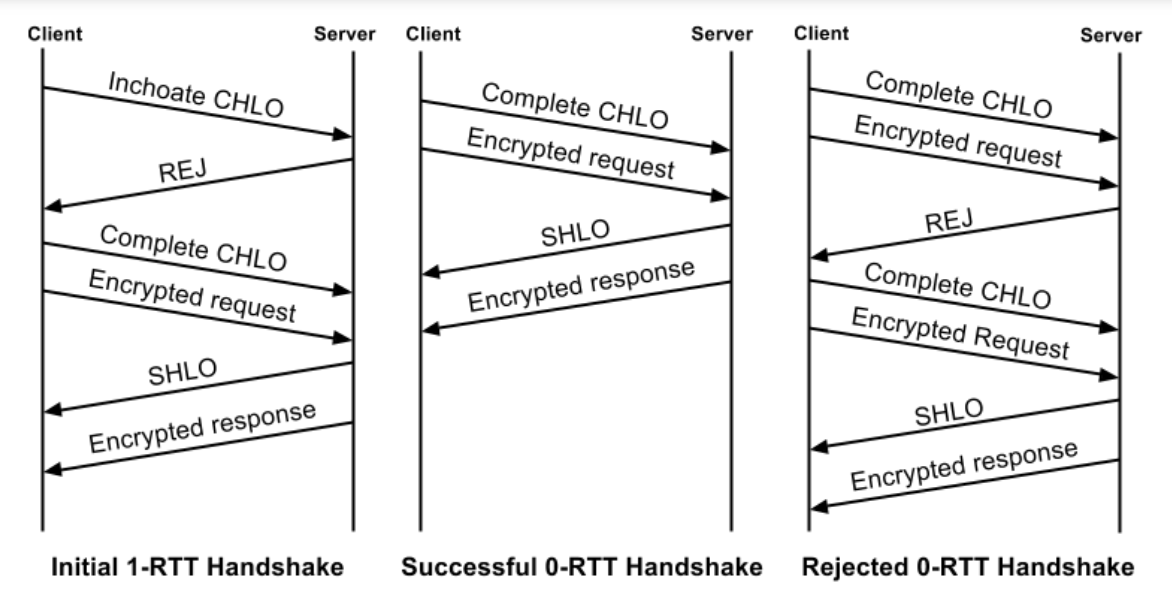 Client
Server
Inchoate CHLO
REJ
Complete CHLO
Encrypted request
SHLO
Encrypted response
Initial 1-RTT Handshake
Client
Server
Complete CHLO
Encrypted request
SHLO
Encrypted response
Successful 0-RTT Handshake
Client
Server
Complete CHLO
Encrypted request
REJ
Complete CHLO
Encrypted Request
SHLO
Encrypted response
Rejected 0-RTT Handshake